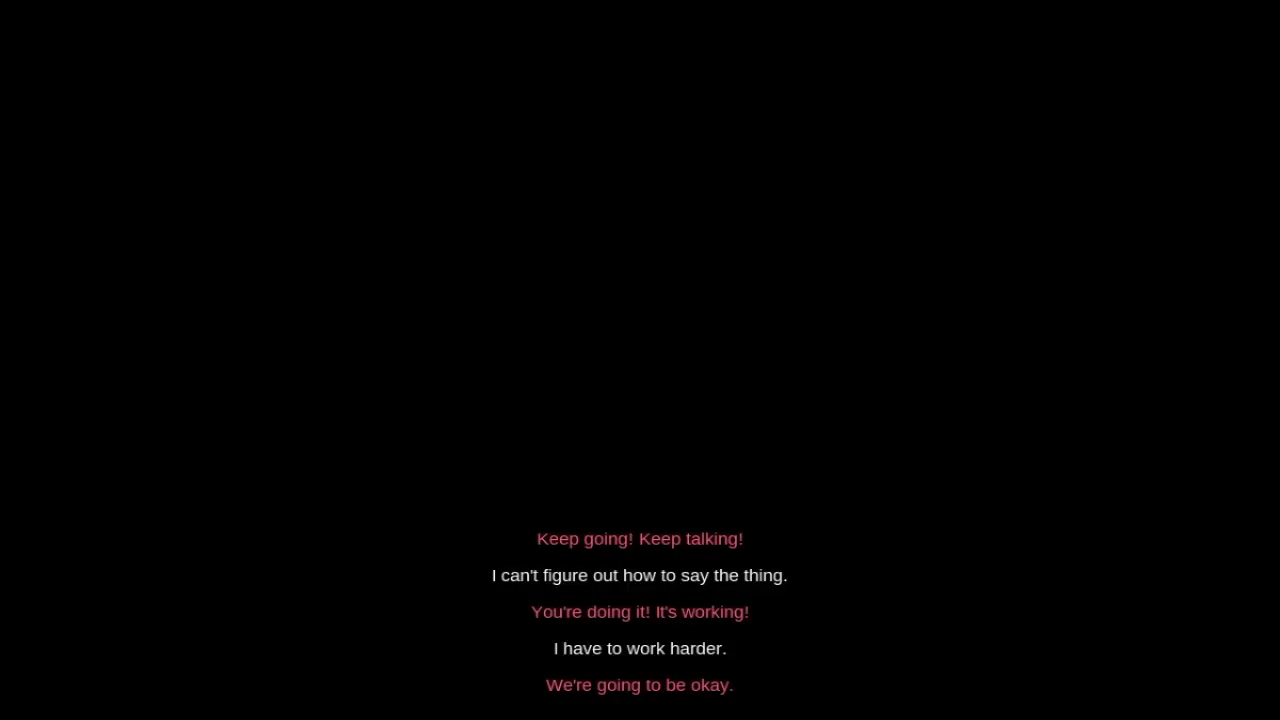 Keep going! Keep talking!
I can't figure out how to say the thing.
You're doing it! It's working!
I have to work harder.
We're going to be okay.